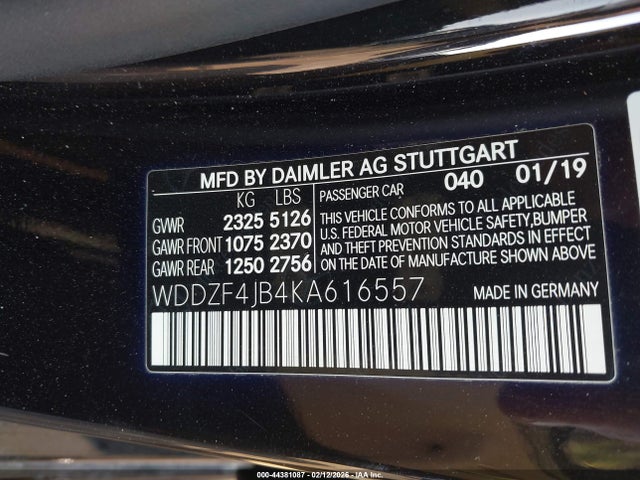 MFD BY DAIMLER AG STUTTGART
KG LBS
GVWR 2325 5126
GAWR FRONT 1075 2370
GAWR REAR 1250 2756
PASSENGER CAR 040 01/19
THIS VEHICLE CONFORMS TO ALL APPLICABLE
U.S. FEDERAL MOTOR VEHICLE SAFETY,BUMPER
AND THEFT PREVENTION STANDARDS IN EFFECT
ON THE DATE OF MANUFACTURE SHOWN ABOVE
WDDZF4JB4KA616557 MADE IN GERMANY
000-44381087 - 02/12/2026 - COPART